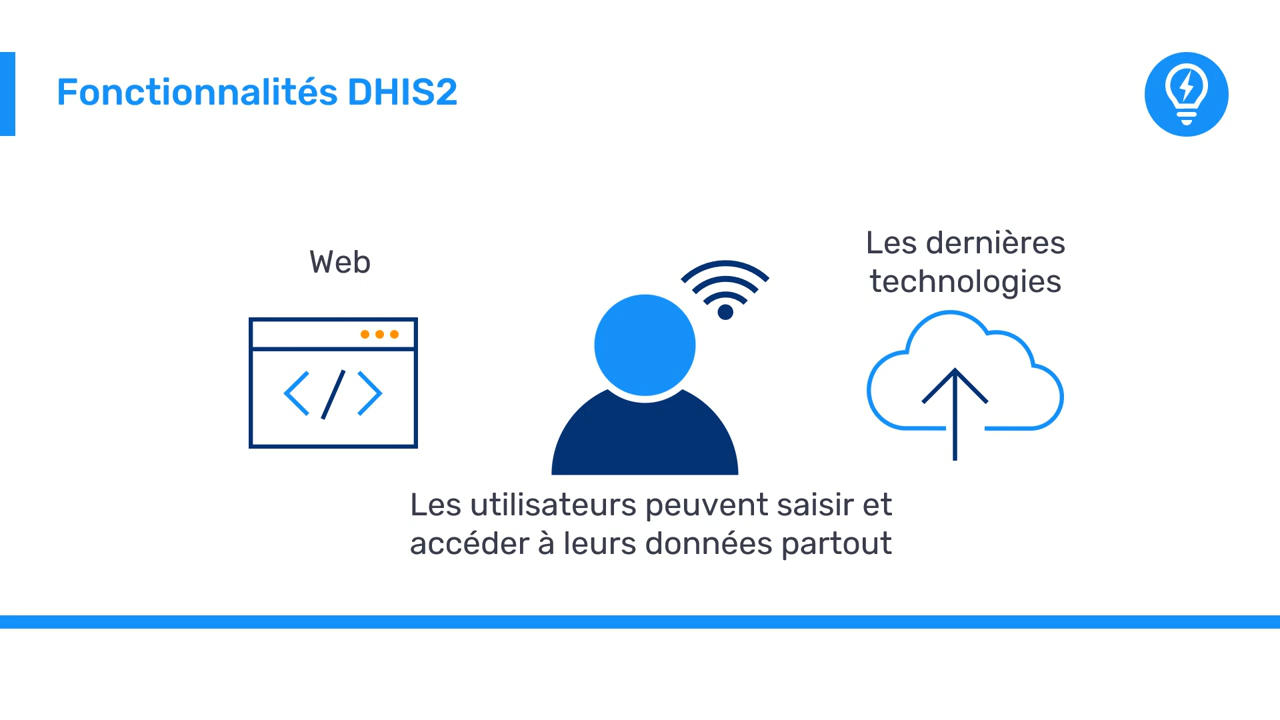 Fonctionnalités DHIS2
Web
Les dernières
technologies
Les utilisateurs peuvent saisir et
accéder à leurs données partout